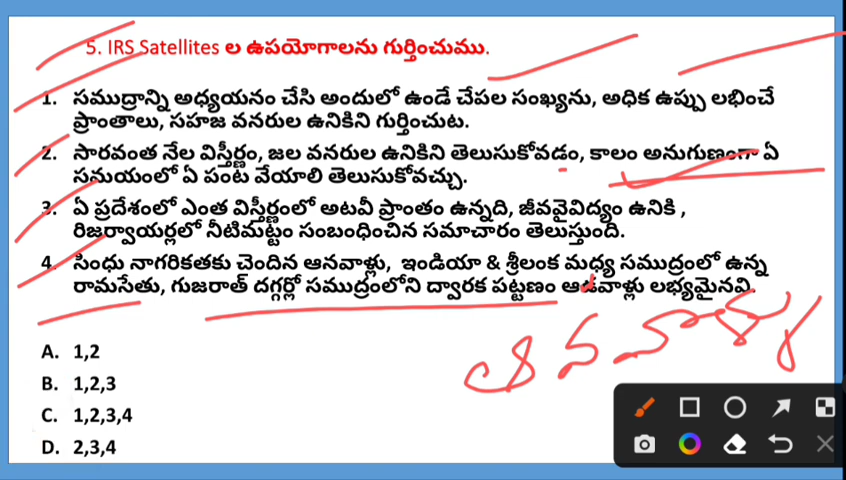 5. IRS Satellites ల ఉపయోగాలను గుర్తించుము.
1. సముద్రాన్ని అధ్యయనం చేసి అందులో ఉండే చేపల సంఖ్యను, అధిక ఉప్పు లభించే
ప్రాంతాలు, సహజ వనరుల ఉనికిని గుర్తించుట.
2. సారవంత నేల విస్తీర్ణం, జల వనరుల ఉనికిని తెలుసుకోవడం, కాలం అనుగుణంగా ఏ
సమయంలో ఏ పంట వేయాలి తెలుసుకోవచ్చు.
3. ఏ ప్రదేశంలో ఎంత విస్తీర్ణంలో అటవీ ప్రాంతం ఉన్నది, జీవవైవిద్యం ఉనికి ,
రిజర్వాయర్లలో నీటిమట్టం సంబంధించిన సమాచారం తెలుస్తుంది.
4. సింధు నాగరికతకు చెందిన ఆనవాళ్లు, ఇండియా & శ్రీలంక మధ్య సముద్రంలో ఉన్న
రామసేతు, గుజరాత్ దగ్గర్లో సముద్రంలోని ద్వారక పట్టణం ఆడవాళ్లు లభ్యమైనవి.
A. 1,2
B. 1,2,3
C. 1,2,3,4
D. 2,3,4